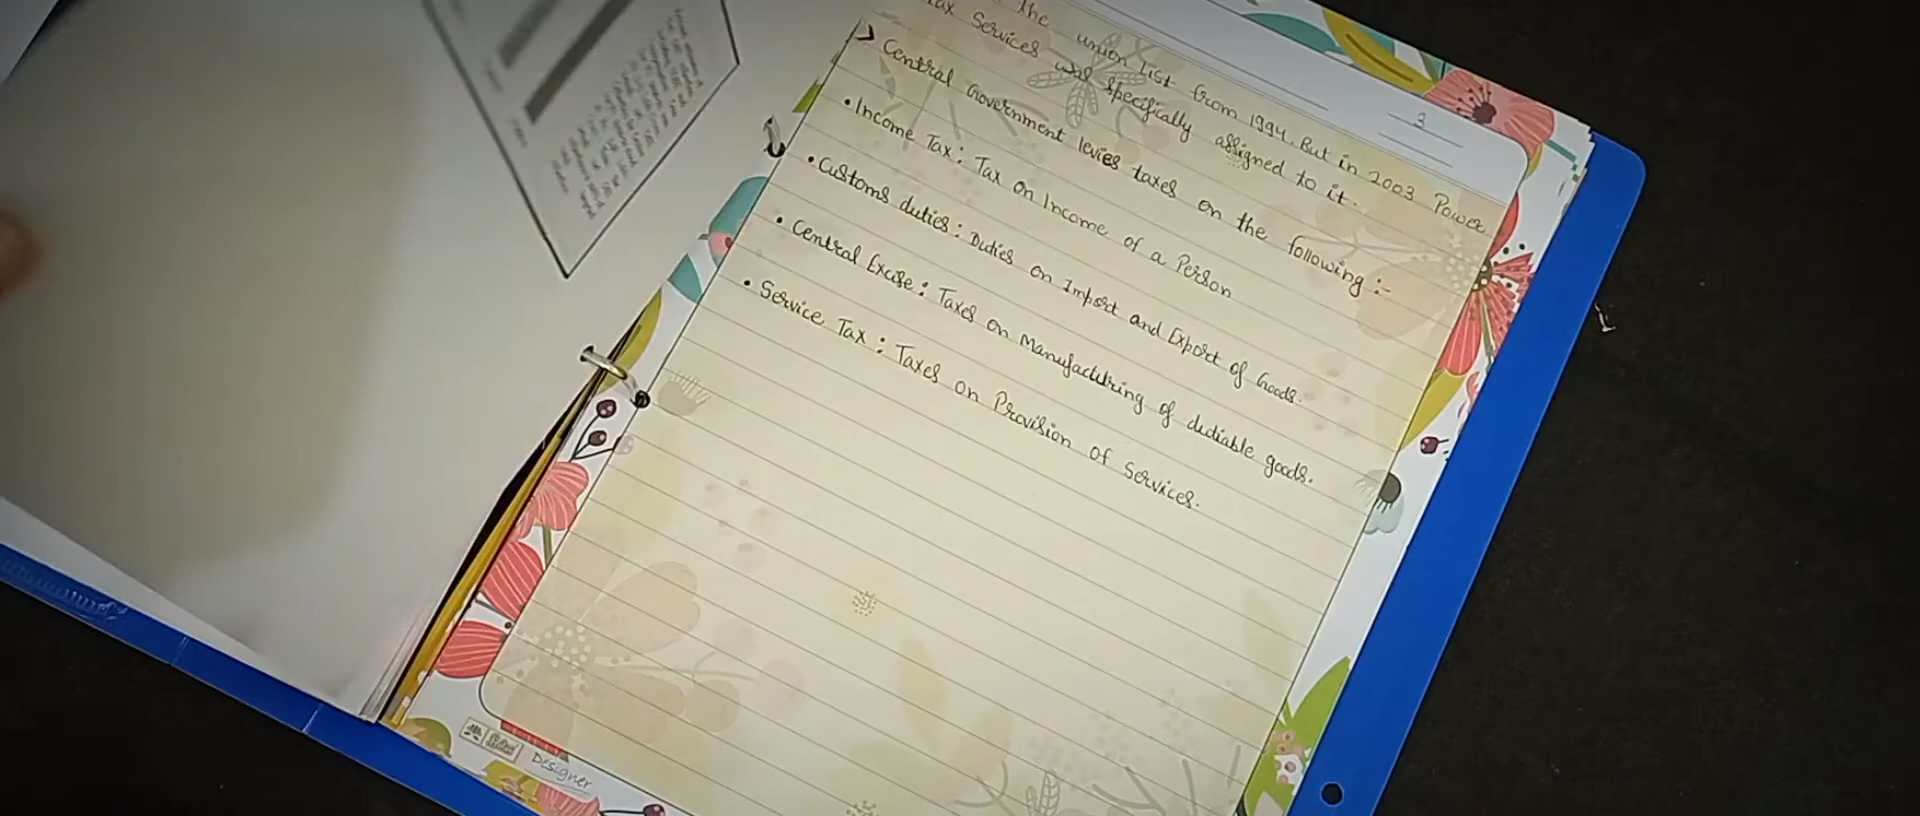 the union list from 1994. But in 2003 Power
tax Services was specifically assigned to it.
> Central Government levies taxes on the following :-
• Income Tax : Tax on Income of a Person
• Customs duties : Duties on Import and Export of Goods.
• Central Excise : Taxes on Manufacturing of dutiable goods.
• Service Tax : Taxes on Provision of Services.
3
Designer